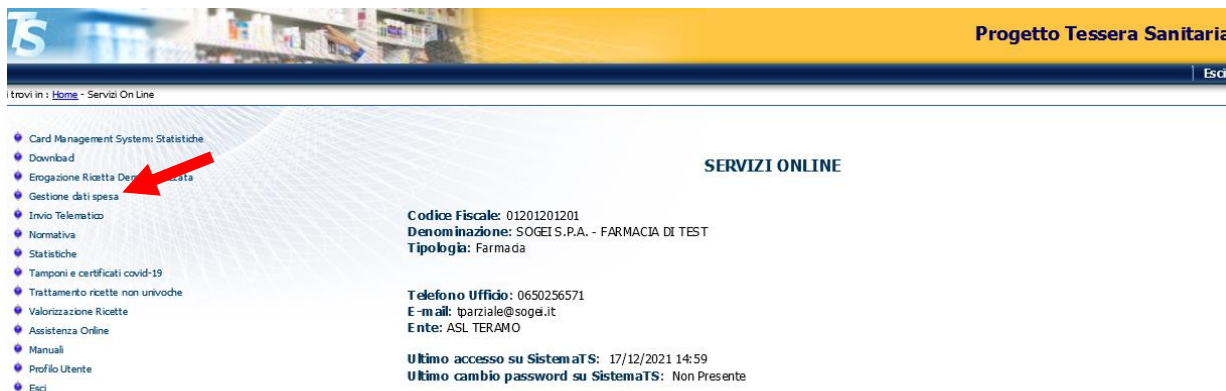 TS
Progetto Tessera Sanitaria
Esci
i trovi in : Home - Servizi On Line
Card Management System: Statistiche
Download
Erogazione Ricetta
Gestione dati spesa
Invio Telematico
Normativa
Statistiche
Tamponi e certificati covid-19
Trattamento ricette non univoche
Valorizzazione Ricette
Assistenza Online
Manuali
Profilo Utente
Esci
SERVIZI ONLINE
Codice Fiscale: 01201201201
Denominazione: SOGEI S.P.A. - FARMACIA DI TEST
Tipologia: Farmacia
Telefono Ufficio: 0650256571
E-mail: tparziale@sogei.it
Ente: ASL TERAMO
Ultimo accesso su SistemaTS: 17/12/2021 14:59
Ultimo cambio password su SistemaTS: Non Presente